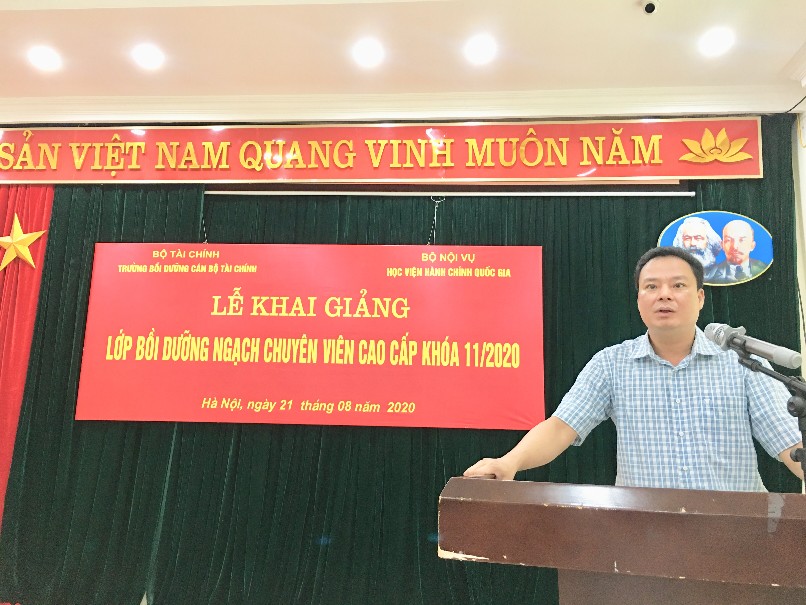 SẢN VIỆT NAM QUANG VINH MUÔN NĂM
BỘ TÀI CHÍNH
TRƯỜNG BỒI DƯỠNG CÁN BỘ TÀI CHÍNH
BỘ NỘI VỤ
HỌC VIỆN HÀNH CHÍNH QUỐC GIA
LỄ KHAI GIẢNG
LỚP BỒI DƯỠNG NGẠCH CHUYÊN VIÊN CAO CẤP KHÓA 11/2020
Hà Nội, ngày 21 tháng 08 năm 2020